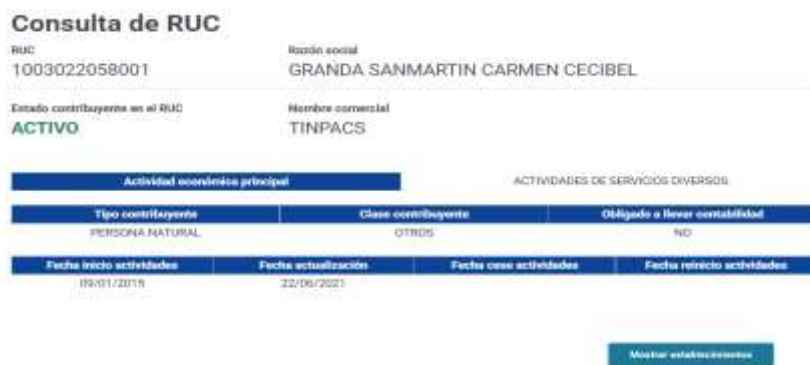 Consulta de RUC
RUC Razón social
1003022058001 GRANDA SANMARTIN CARMEN CECIBEL
Estado contribuyente en el RUC Nombre comercial
ACTIVO TINPACS
Actividad económica principal ACTIVIDADES DE SERVICIOS DIVERSOS.
Tipo contribuyente Clase contribuyente Obligado a llevar contabilidad
PERSONA NATURAL OTROS NO
Fecha inicio actividades Fecha actualización Fecha cese actividades Fecha reinicio actividades
09/01/2015 22/06/2021
Mostrar establecimientos